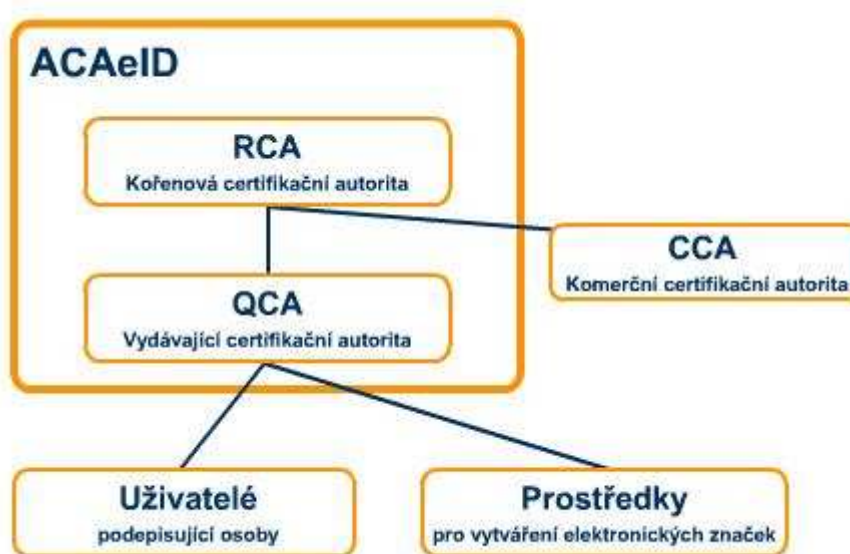 ACAeID
RCA
Kořenová certifikační autorita
CCA
Komerční certifikační autorita
QCA
Vydávající certifikační autorita
Uživatelé
podepisující osoby
Prostředky
pro vytváření elektronických značek